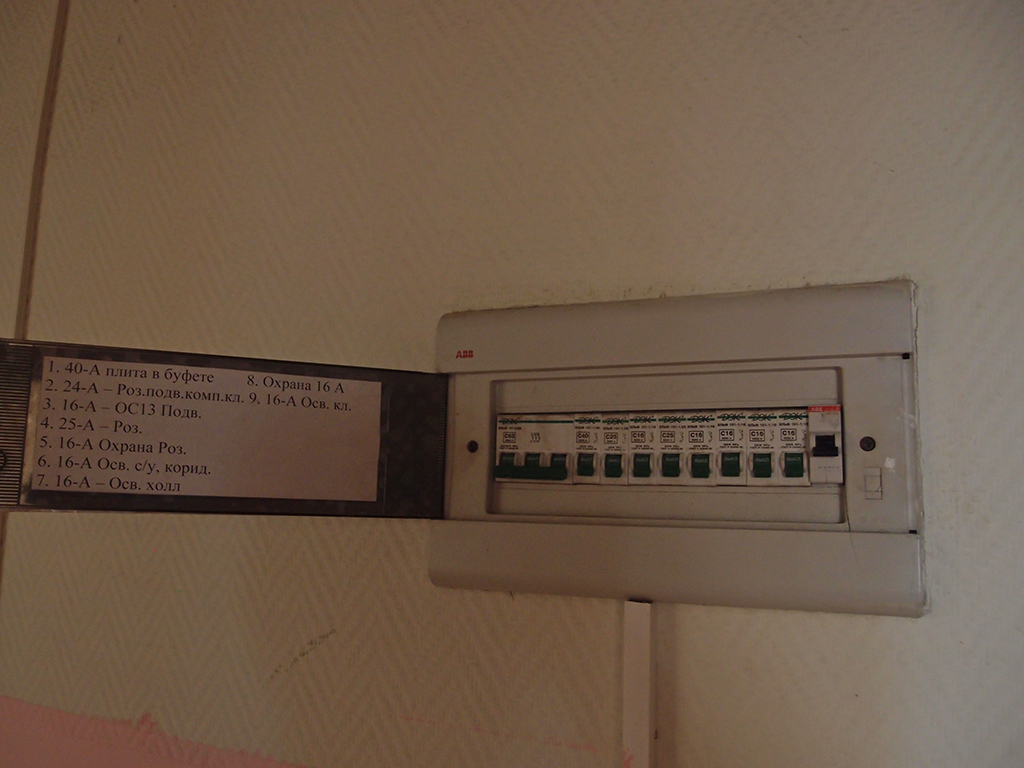 1. 40-А плита в буфете 8. Охрана 16 А
2. 24-А – Роз.подв.комп.кл. 9, 16-А Осв. кл.
3. 16-А – ОС13 Подв.
4. 25-А – Роз.
5. 16-А Охрана Роз.
6. 16-А Осв. с/у, корид.
7. 16-А – Осв. холл
ABB
ABB
C40 C25 C16 C25 C16 C16 C16